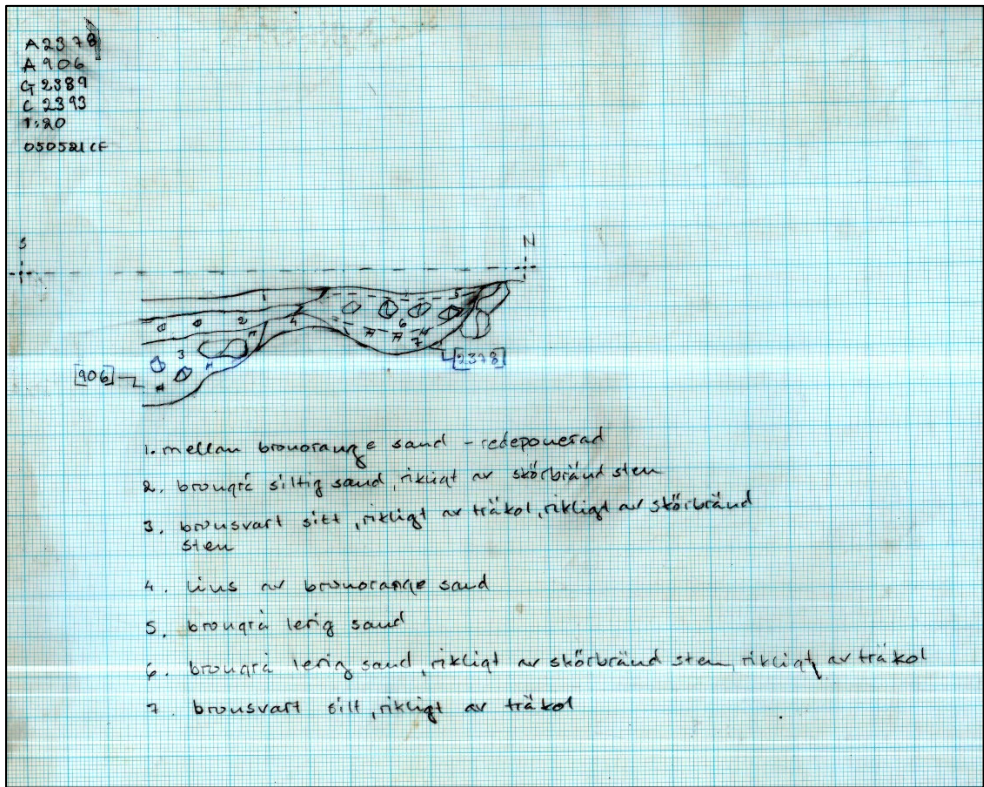 A2378
A906
G2389
C2393
1:20
050521 CF
S
N
1
5
2
4
6
7
3
[2378]
[906]
1. mellan brunorange sand - redeponerad
2. brungrå siltig sand, rikligt av skörbränd sten
3. brunsvart silt, rikligt av träkol, rikligt av skörbränd
sten
4. lins av brunorange sand
5. brungrå lerig sand
6. brungrå lerig sand, rikligt av skörbränd sten, rikligt av träkol
7. brunsvart silt, rikligt av träkol